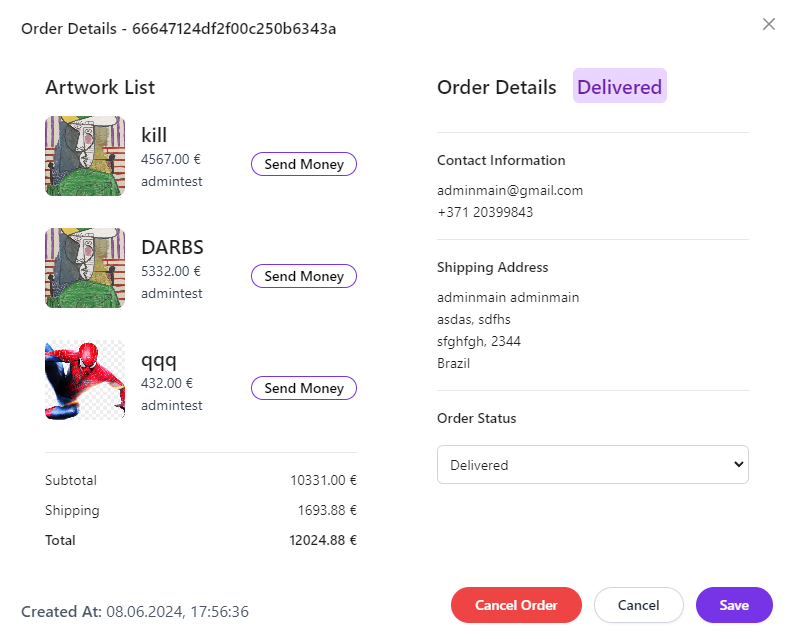 Order Details - 66647124df2f00c250b6343a
Artwork List
kill
4567.00 €
admintest
Send Money
DARBS
5332.00 €
admintest
Send Money
qqq
432.00 €
admintest
Send Money
Subtotal 10331.00 €
Shipping 1693.88 €
Total 12024.88 €
Order Details Delivered
Contact Information
adminmain@gmail.com
+371 20399843
Shipping Address
adminmain adminmain
asdas, sdfhs
sfghfgh, 2344
Brazil
Order Status
Delivered
Created At: 08.06.2024, 17:56:36
Cancel Order Cancel Save